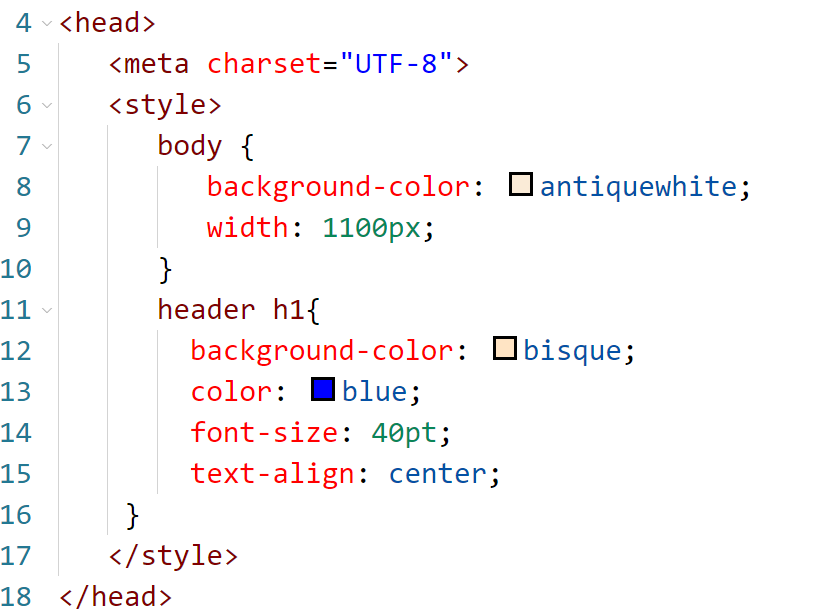 4 <head>
5 <meta charset="UTF-8">
6 <style>
7 body {
8 background-color: antiquewhite;
9 width: 1100px;
10 }
11 header h1{
12 background-color: bisque;
13 color: blue;
14 font-size: 40pt;
15 text-align: center;
16 }
17 </style>
18 </head>